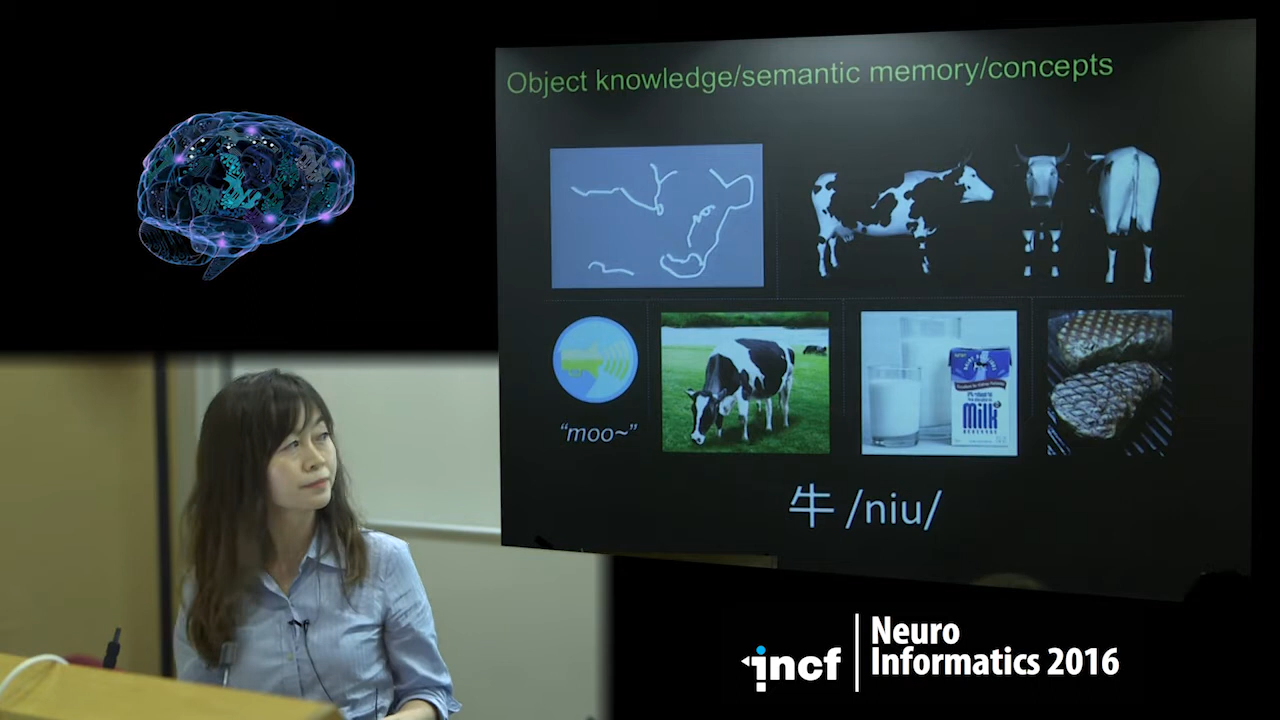 Object knowledge/semantic memory/concepts
“moo~”
milk
牛 /niu/
incf
Neuro
Informatics 2016